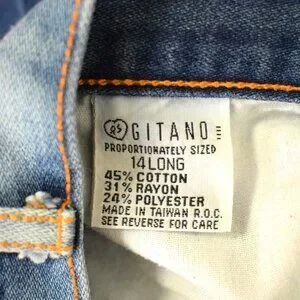 GITANO
PROPORTIONATELY SIZED
14 LONG
45% COTTON
31% RAYON
24% POLYESTER
MADE IN TAIWAN R.O.C.
SEE REVERSE FOR CARE